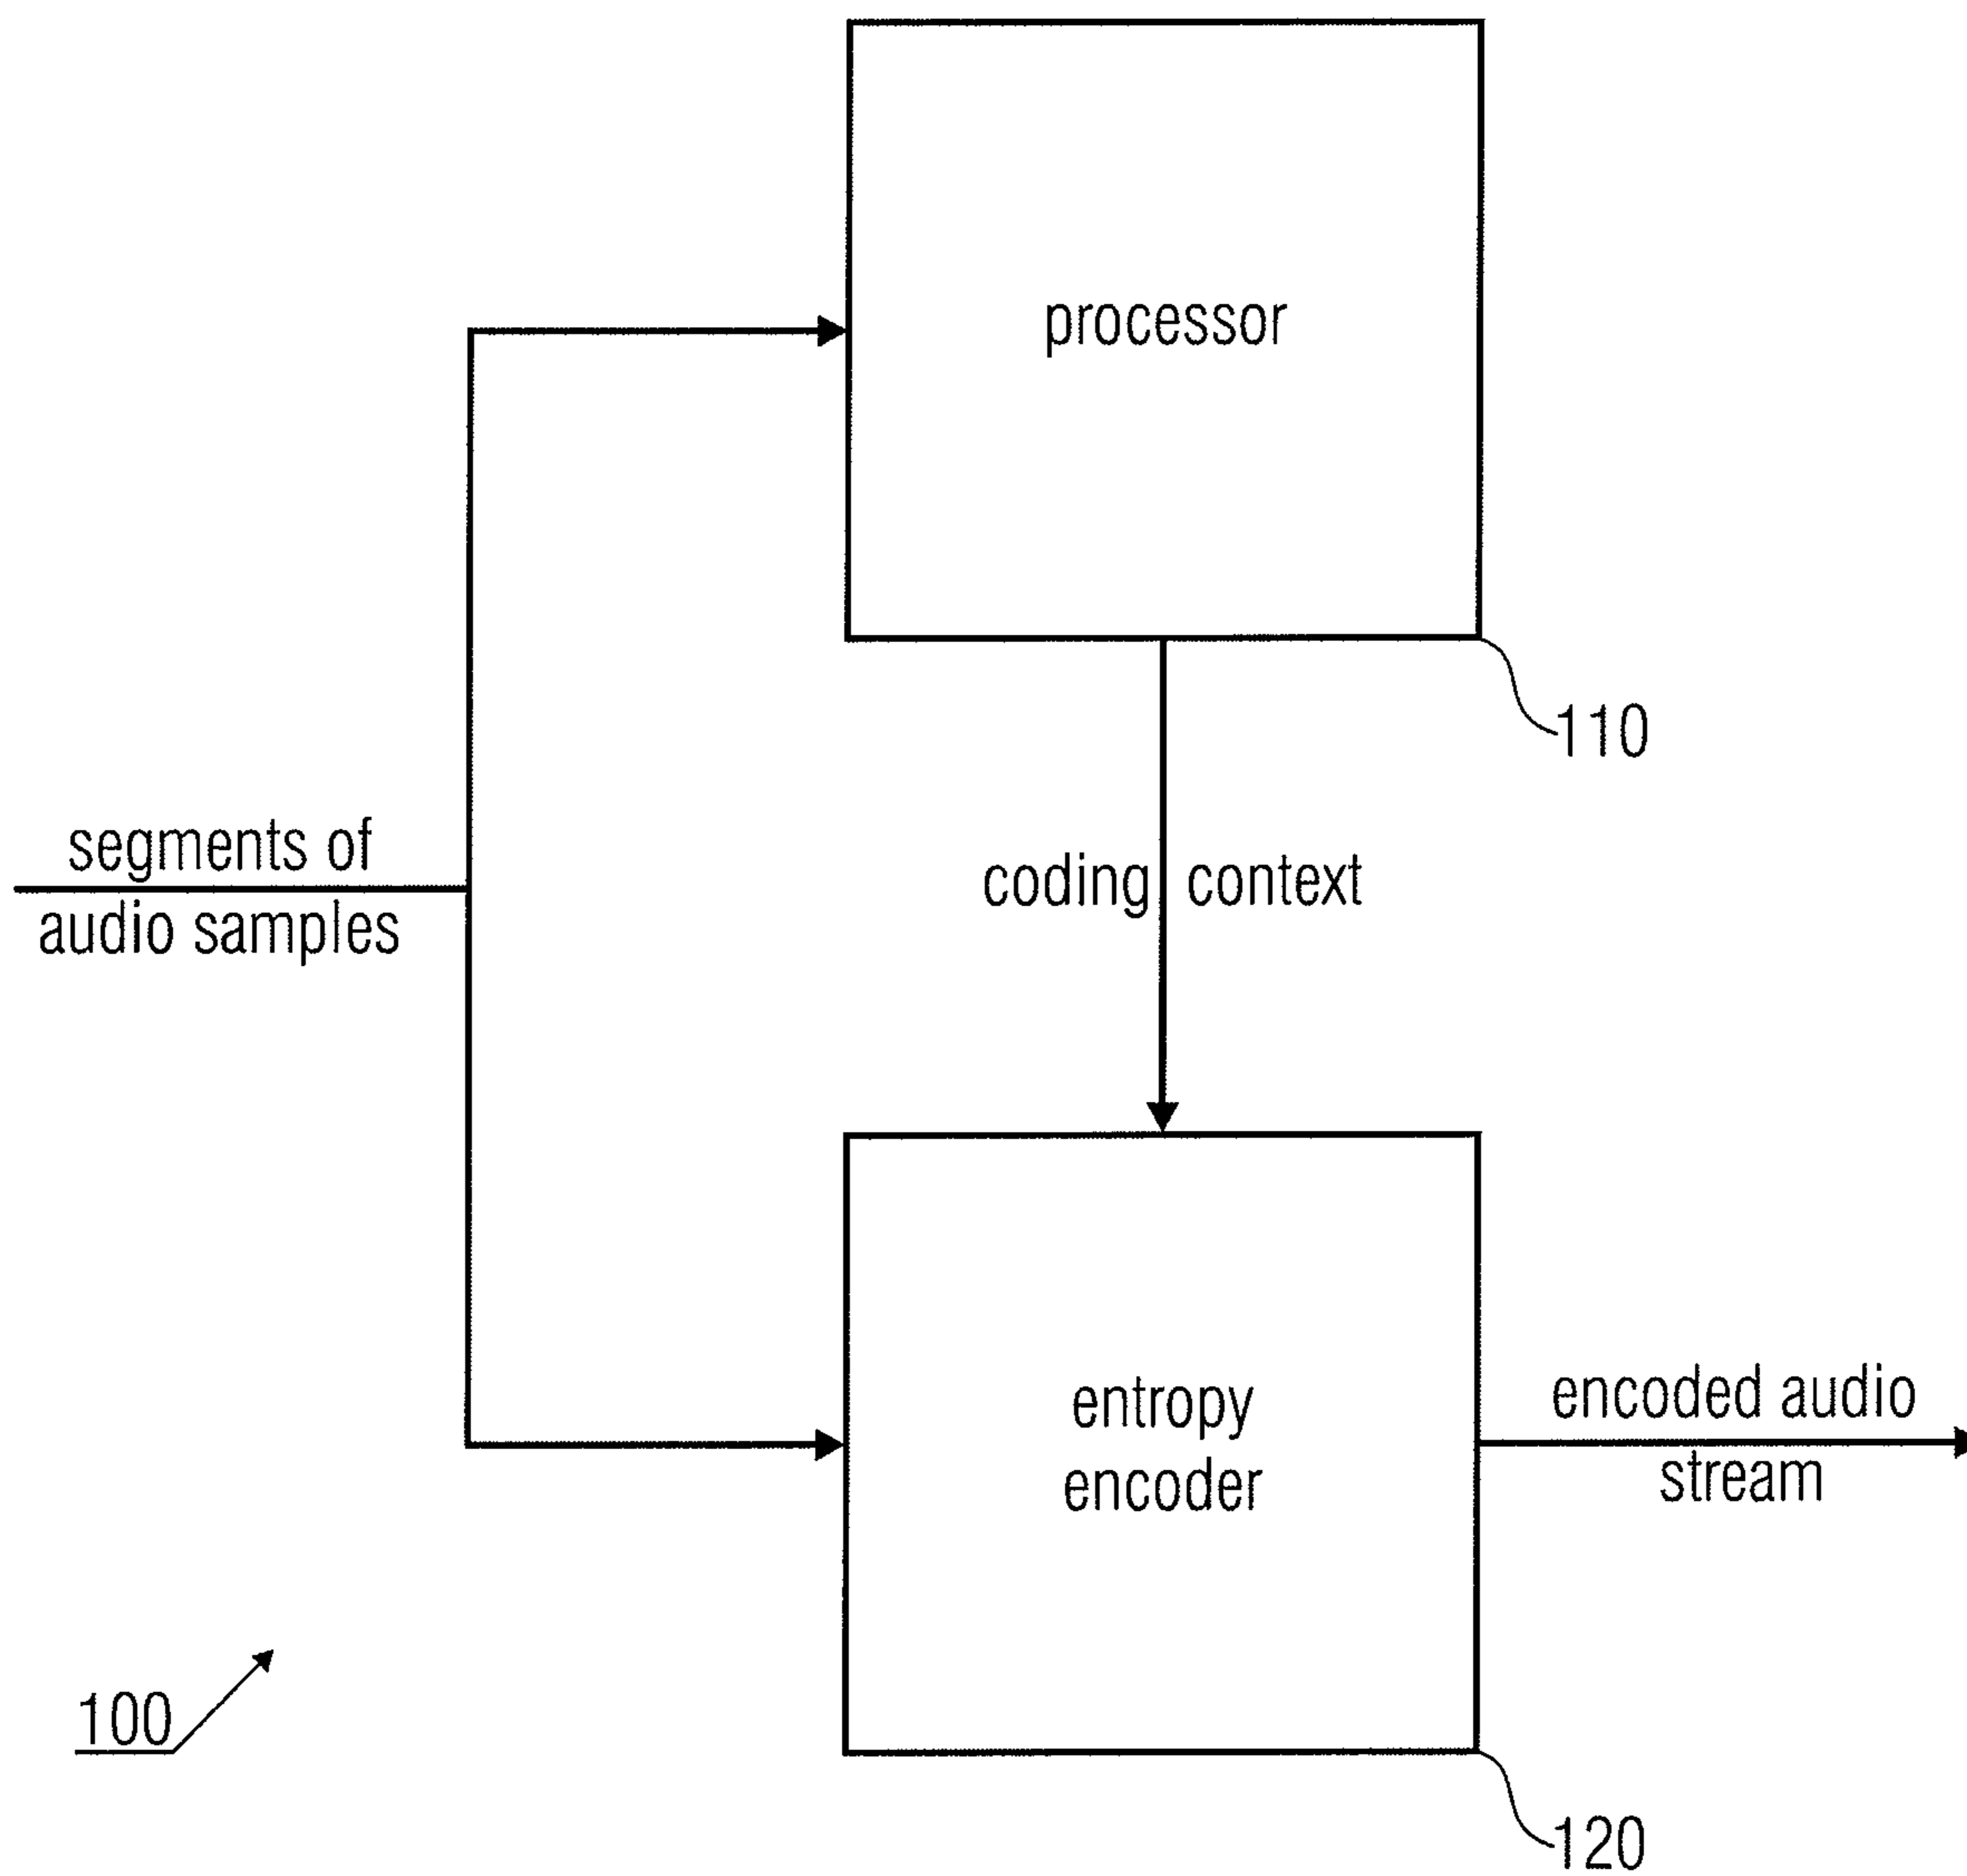 processor
110
segments of
audio samples
coding context
entropy
encoder
encoded audio
stream
100
120